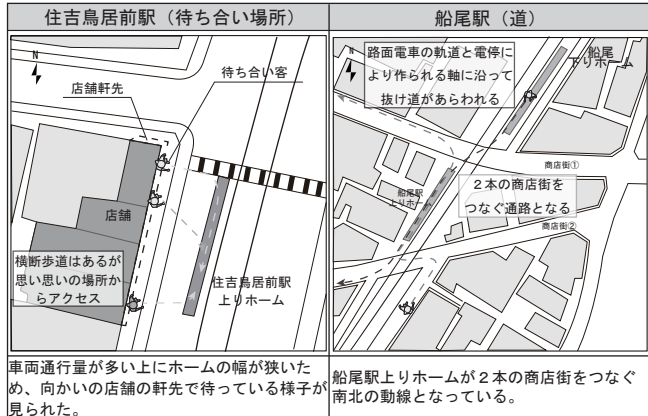 住吉鳥居前駅（待ち合い場所）
N
店舗軒先
待ち合い客
店舗
横断歩道はあるが
思い思いの場所か
らアクセス
住吉鳥居前駅
上りホーム
車両通行量が多い上にホームの幅が狭いた
め、向かいの店舗の軒先で待っている様子が
見られた。
船尾駅（道）
N
路面電車の軌道と電停に
より作られる軸に沿って
抜け道があらわれる
船尾
下りホーム
商店街①
船尾駅
上りホーム
２本の商店街を
つなぐ通路となる
商店街②
船尾駅上りホームが２本の商店街をつなぐ
南北の動線となっている。